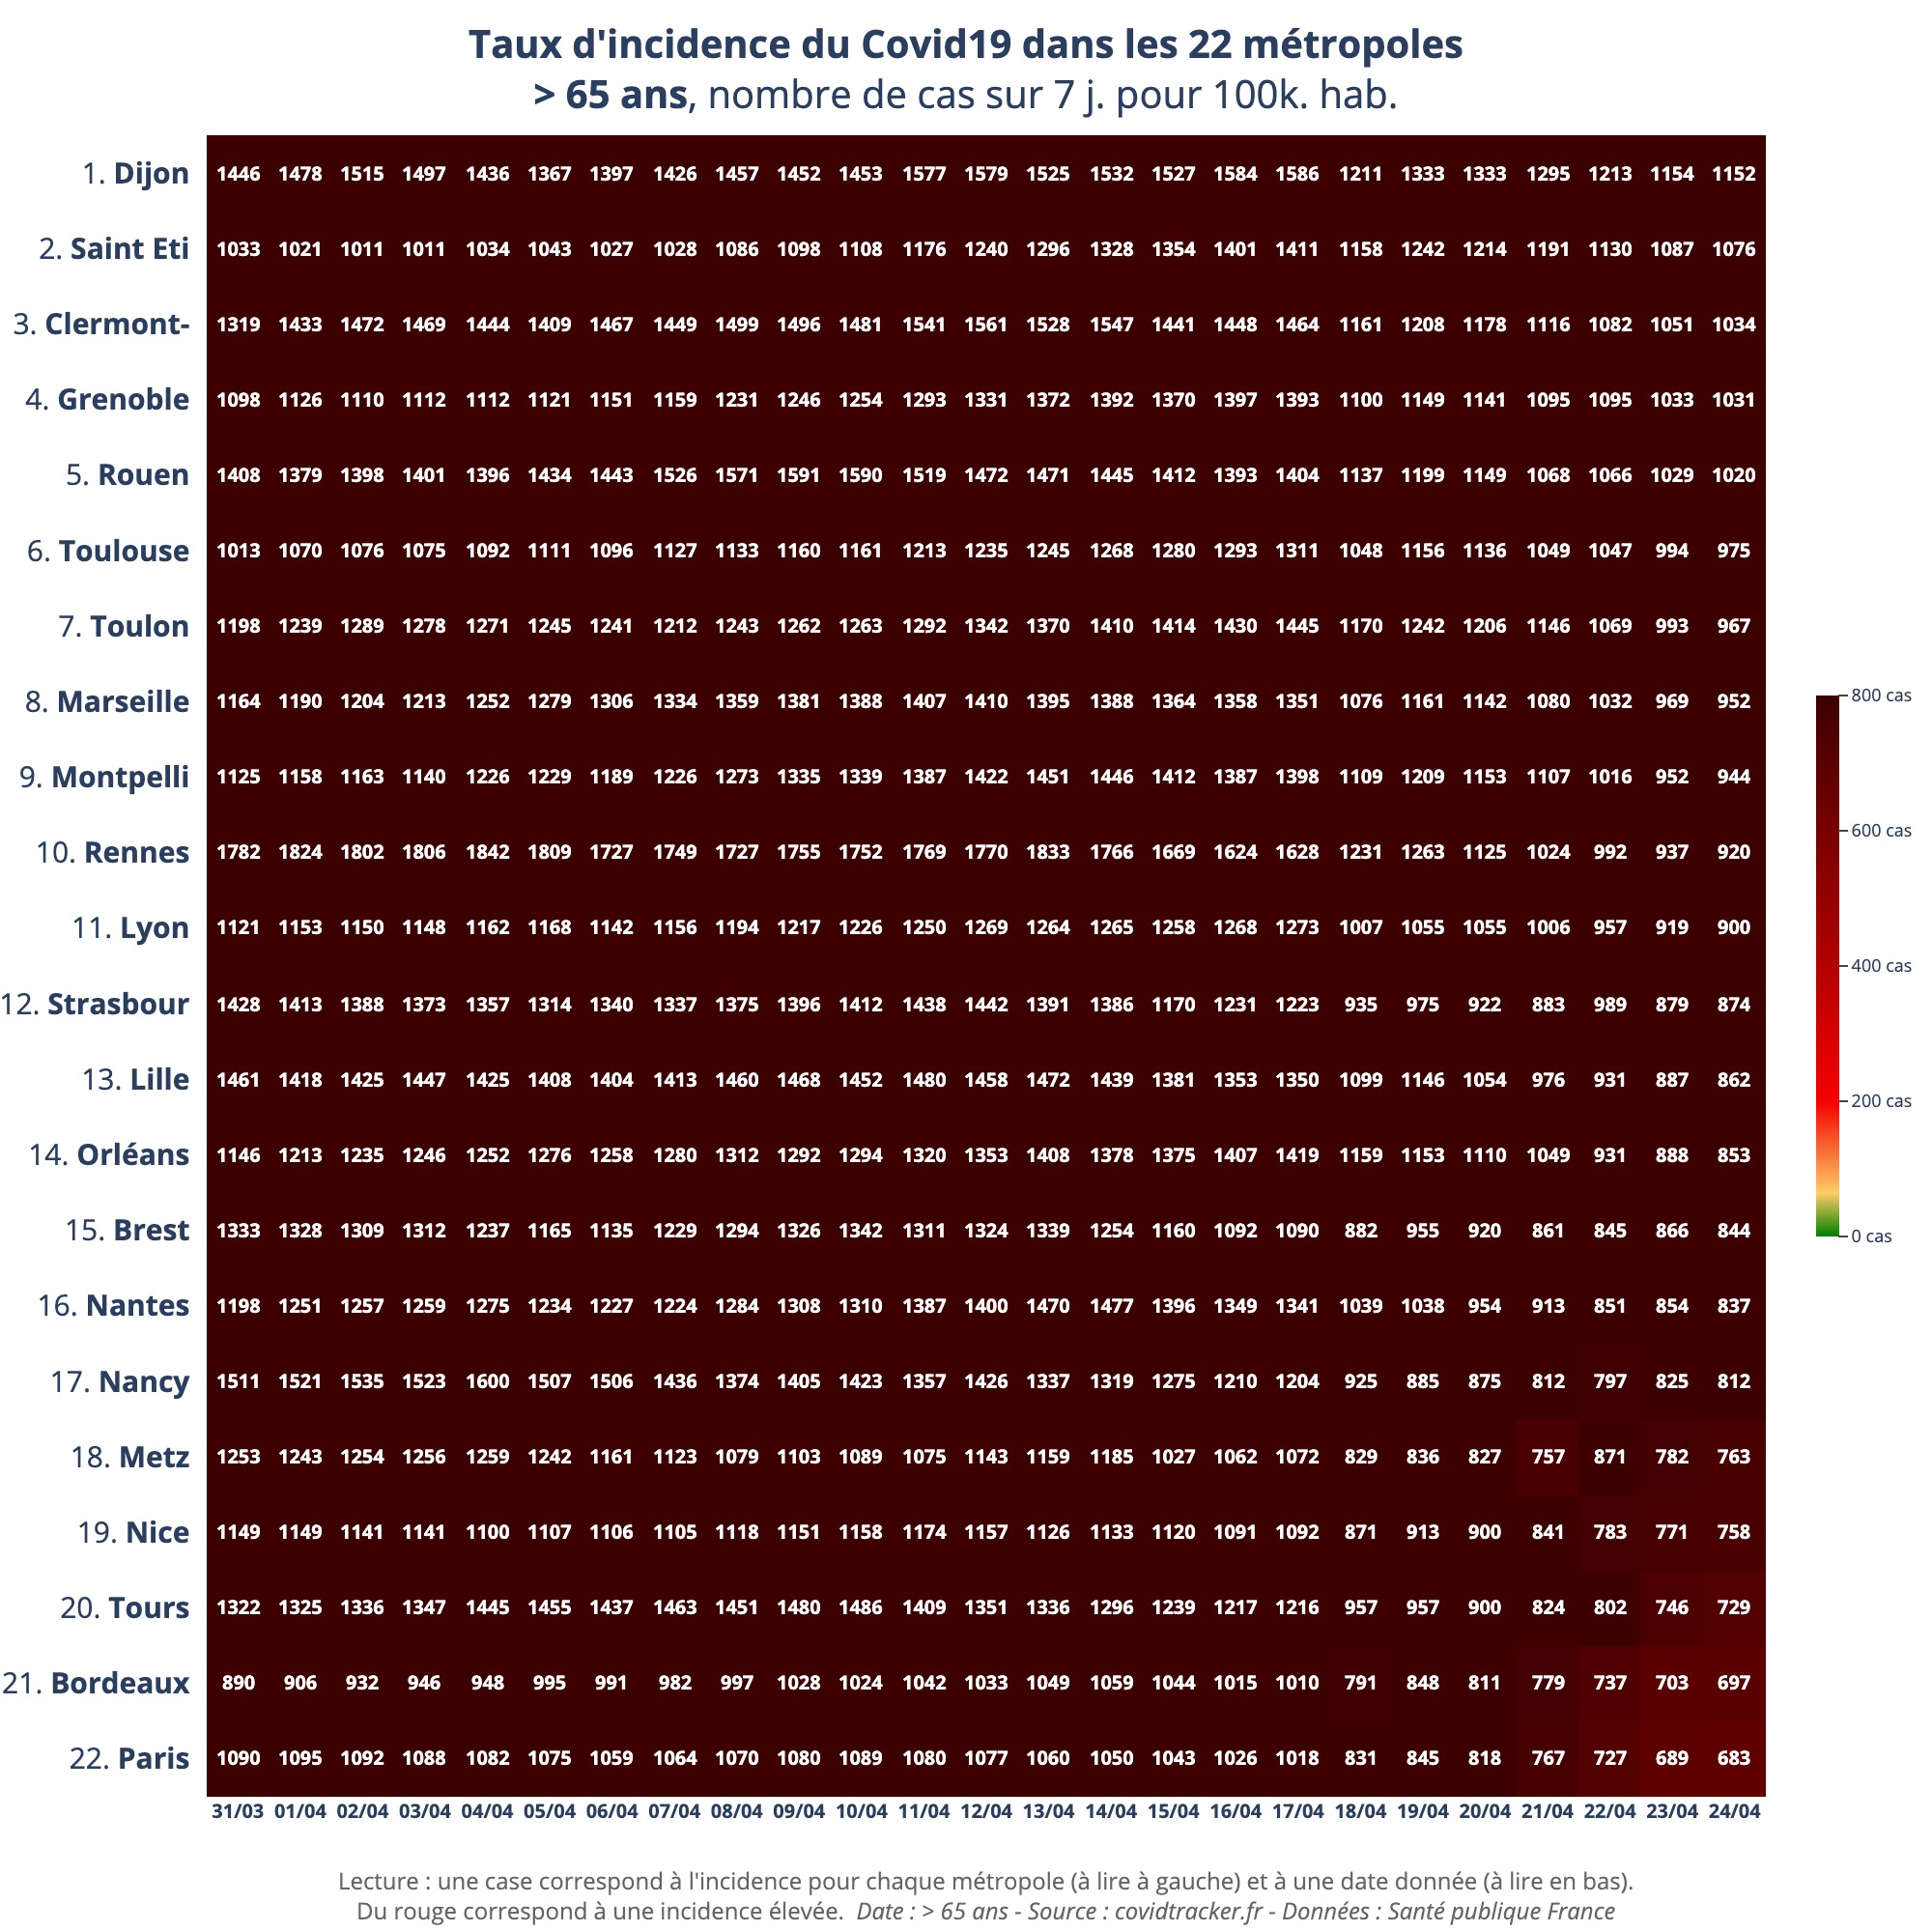 Taux d'incidence du Covid19 dans les 22 métropoles
> 65 ans, nombre de cas sur 7 j. pour 100k. hab.
1. Dijon 1446 1478 1515 1497 1436 1367 1397 1426 1457 1452 1453 1577 1579 1525 1532 1527 1584 1586 1211 1333 1333 1295 1213 1154 1152
2. Saint Eti 1033 1021 1011 1011 1034 1043 1027 1028 1086 1098 1108 1176 1240 1296 1328 1354 1401 1411 1158 1242 1214 1191 1130 1087 1076
3. Clermont- 1319 1433 1472 1469 1444 1409 1467 1449 1499 1496 1481 1541 1561 1528 1547 1441 1448 1464 1161 1208 1178 1116 1082 1051 1034
4. Grenoble 1098 1126 1110 1112 1112 1121 1151 1159 1231 1246 1254 1293 1331 1372 1392 1370 1397 1393 1100 1149 1141 1095 1095 1033 1031
5. Rouen 1408 1379 1398 1401 1396 1434 1443 1526 1571 1591 1590 1519 1472 1471 1445 1412 1393 1404 1137 1199 1149 1068 1066 1029 1020
6. Toulouse 1013 1070 1076 1075 1092 1111 1096 1127 1133 1160 1161 1213 1235 1245 1268 1280 1293 1311 1048 1156 1136 1049 1047 994 975
7. Toulon 1198 1239 1289 1278 1271 1245 1241 1212 1243 1262 1263 1292 1342 1370 1410 1414 1430 1445 1170 1242 1206 1146 1069 993 967
8. Marseille 1164 1190 1204 1213 1252 1279 1306 1334 1359 1381 1388 1407 1410 1395 1388 1364 1358 1351 1076 1161 1142 1080 1032 969 952
9. Montpelli 1125 1158 1163 1140 1226 1229 1189 1226 1273 1335 1339 1387 1422 1451 1446 1412 1387 1398 1109 1209 1153 1107 1016 952 944
10. Rennes 1782 1824 1802 1806 1842 1809 1727 1749 1727 1755 1752 1769 1770 1833 1766 1669 1624 1628 1231 1263 1125 1024 992 937 920
11. Lyon 1121 1153 1150 1148 1162 1168 1142 1156 1194 1217 1226 1250 1269 1264 1265 1258 1268 1273 1007 1055 1055 1006 957 919 900
12. Strasbour 1428 1413 1388 1373 1357 1314 1340 1337 1375 1396 1412 1438 1442 1391 1386 1170 1231 1223 935 975 922 883 989 879 874
13. Lille 1461 1418 1425 1447 1425 1408 1404 1413 1460 1468 1452 1480 1458 1472 1439 1381 1353 1350 1099 1146 1054 976 931 887 862
14. Orléans 1146 1213 1235 1246 1252 1276 1258 1280 1312 1292 1294 1320 1353 1408 1378 1375 1407 1419 1159 1153 1110 1049 931 888 853
15. Brest 1333 1328 1309 1312 1237 1165 1135 1229 1294 1326 1342 1311 1324 1339 1254 1160 1092 1090 882 955 920 861 845 866 844
16. Nantes 1198 1251 1257 1259 1275 1234 1227 1224 1284 1308 1310 1387 1400 1470 1477 1396 1349 1341 1039 1038 954 913 851 854 837
17. Nancy 1511 1521 1535 1523 1600 1507 1506 1436 1374 1405 1423 1357 1426 1337 1319 1275 1210 1204 925 885 875 812 797 825 812
18. Metz 1253 1243 1254 1256 1259 1242 1161 1123 1079 1103 1089 1075 1143 1159 1185 1027 1062 1072 829 836 827 757 871 782 763
19. Nice 1149 1149 1141 1141 1100 1107 1106 1105 1118 1151 1158 1174 1157 1126 1133 1120 1091 1092 871 913 900 841 783 771 758
20. Tours 1322 1325 1336 1347 1445 1455 1437 1463 1451 1480 1486 1409 1351 1336 1296 1239 1217 1216 957 957 900 824 802 746 729
21. Bordeaux 890 906 932 946 948 995 991 982 997 1028 1024 1042 1033 1049 1059 1044 1015 1010 791 848 811 779 737 703 697
22. Paris 1090 1095 1092 1088 1082 1075 1059 1064 1070 1080 1089 1080 1077 1060 1050 1043 1026 1018 831 845 818 767 727 689 683
31/03 01/04 02/04 03/04 04/04 05/04 06/04 07/04 08/04 09/04 10/04 11/04 12/04 13/04 14/04 15/04 16/04 17/04 18/04 19/04 20/04 21/04 22/04 23/04 24/04
800 cas
600 cas
400 cas
200 cas
0 cas
Lecture : une case correspond à l'incidence pour chaque métropole (à lire à gauche) et à une date donnée (à lire en bas).
Du rouge correspond à une incidence élevée. Date : > 65 ans - Source : covidtracker.fr - Données : Santé publique France